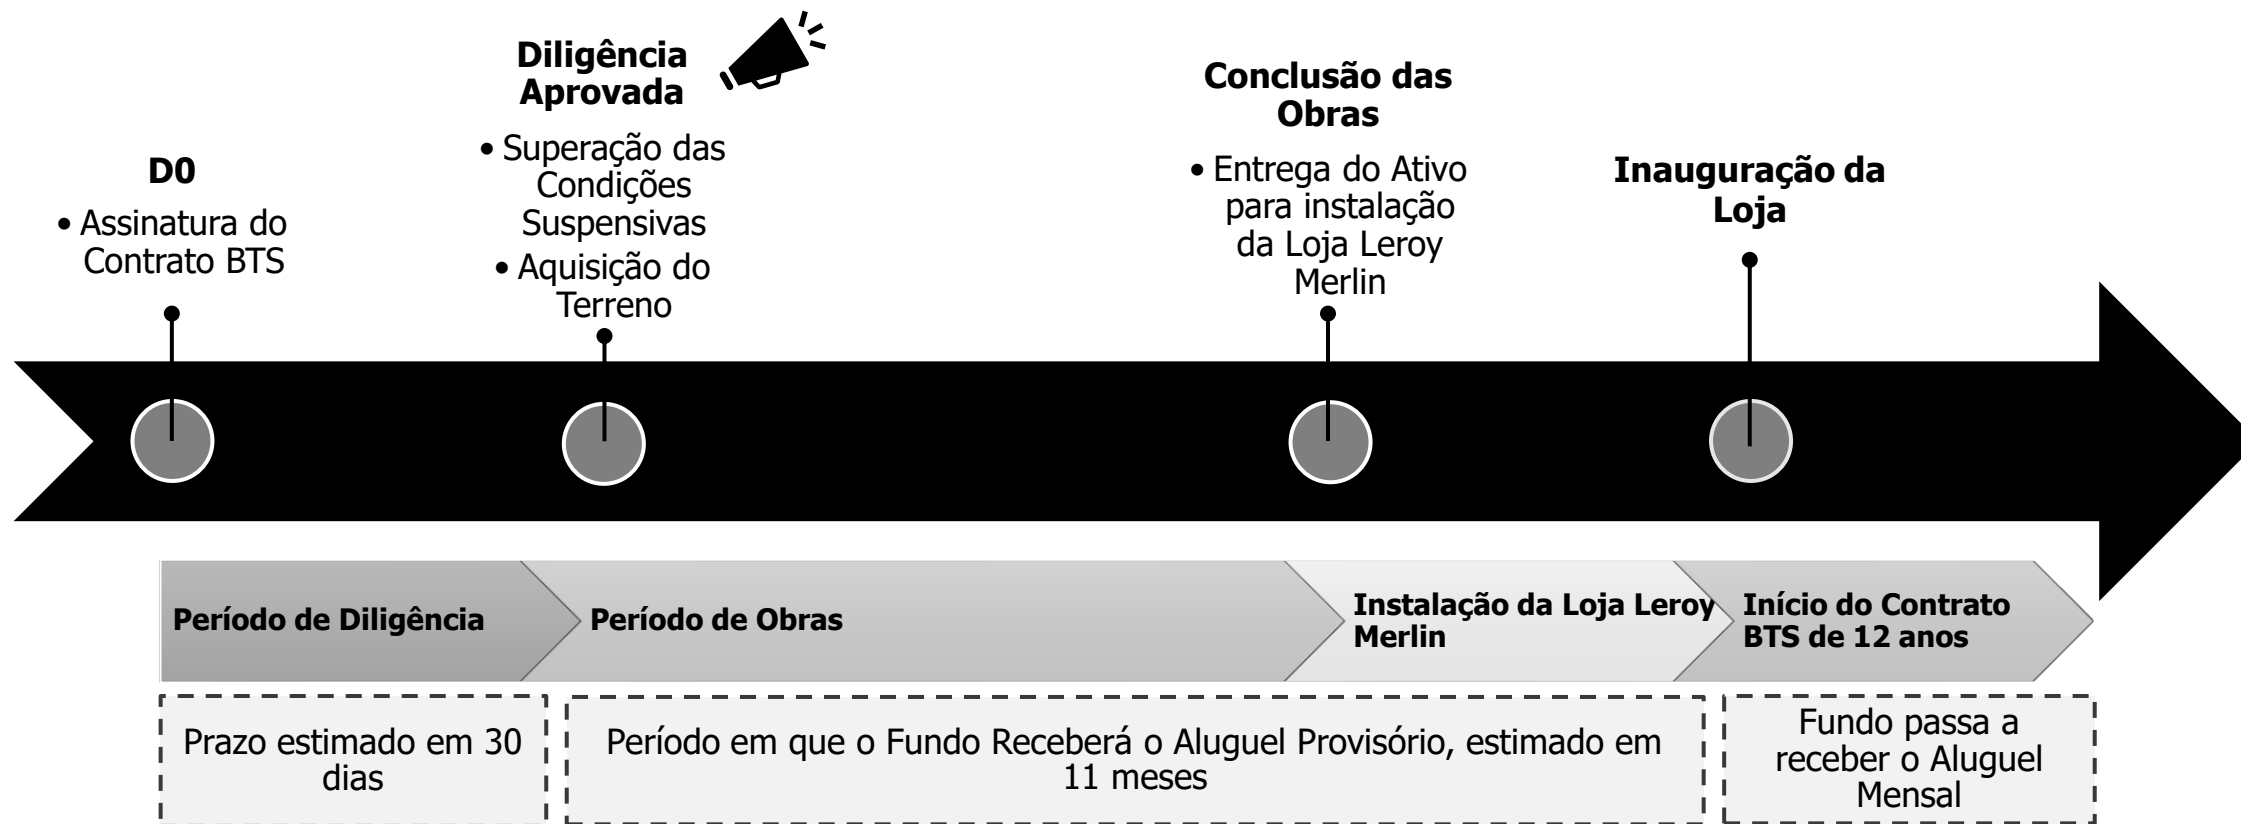 D0
• Assinatura do
Contrato BTS
Diligência
Aprovada
• Superação das
Condições
Suspensivas
• Aquisição do
Terreno
Conclusão das
Obras
• Entrega do Ativo
para instalação
da Loja Leroy
Merlin
Inauguração da
Loja
Período de Diligência
Período de Obras
Instalação da Loja Leroy
Merlin
Início do Contrato
BTS de 12 anos
Prazo estimado em 30
dias
Período em que o Fundo Receberá o Aluguel Provisório, estimado em
11 meses
Fundo passa a
receber o Aluguel
Mensal